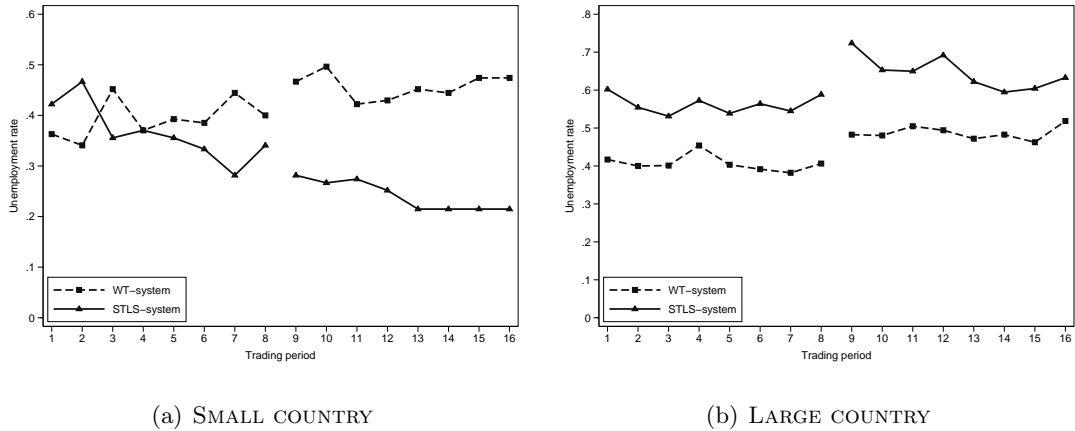 .6
.5
.4
.3
.2
.1
0
Unemployment rate
WT-system
STLS-system
1 2 3 4 5 6 7 8 9 10 11 12 13 14 15 16
Trading period
(a) SMALL COUNTRY
.8
.7
.6
.5
.4
.3
.2
.1
0
Unemployment rate
WT-system
STLS-system
1 2 3 4 5 6 7 8 9 10 11 12 13 14 15 16
Trading period
(b) LARGE COUNTRY